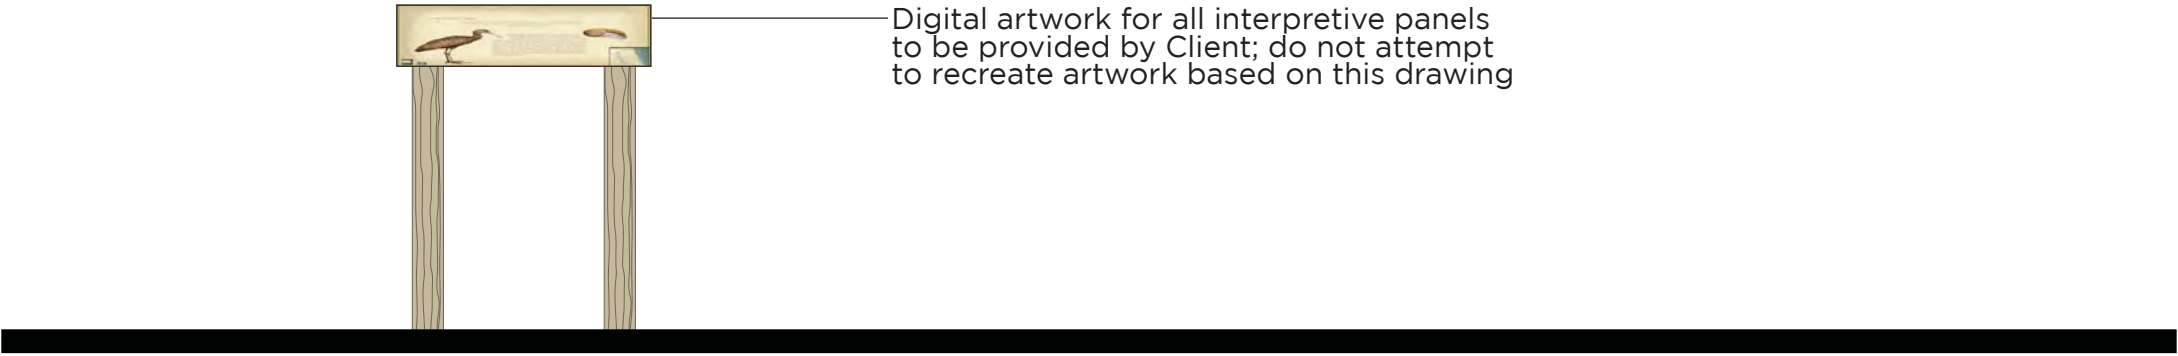 Digital artwork for all interpretive panels
to be provided by Client; do not attempt
to recreate artwork based on this drawing